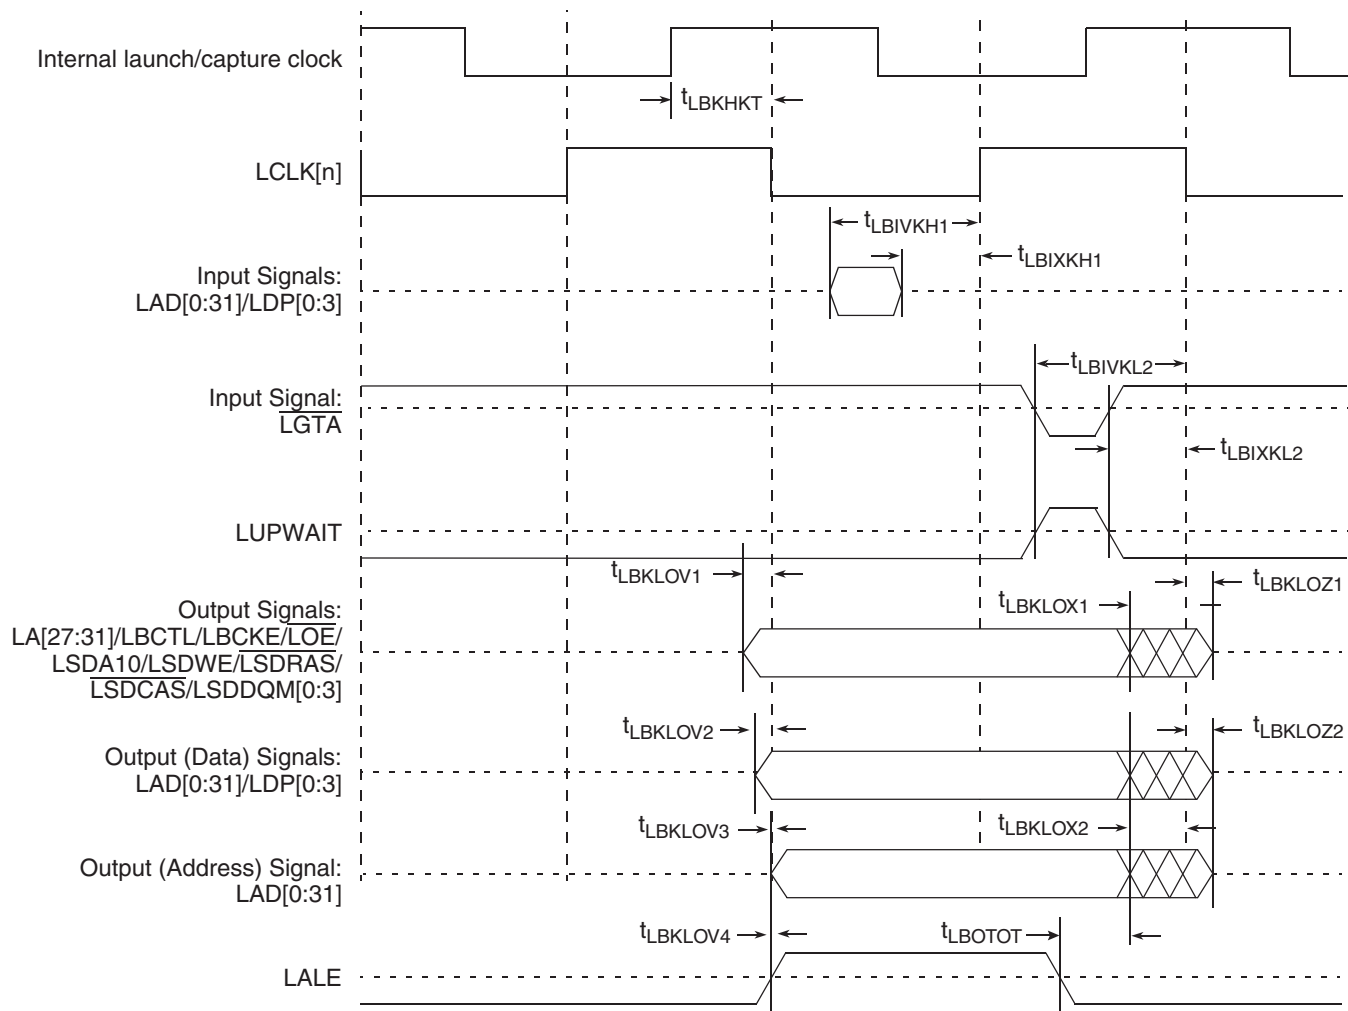 Internal launch/capture clock
tLBKHKT
LCLK[n]
tLBIVKH1
tLBIXKH1
Input Signals:
LAD[0:31]/LDP[0:3]
tLBIVKL2
Input Signal:
LGTA
tLBIXKL2
LUPWAIT
tLBKLOV1
tLBKLOZ1
tLBKLOX1
Output Signals:
LA[27:31]/LBCTL/LBCKE/LOE/
LSDA10/LSDWE/LSDRAS/
LSDCAS/LSDDQM[0:3]
tLBKLOV2
tLBKLOZ2
Output (Data) Signals:
LAD[0:31]/LDP[0:3]
tLBKLOV3
tLBKLOX2
Output (Address) Signal:
LAD[0:31]
tLBKLOV4
tLBOTOT
LALE